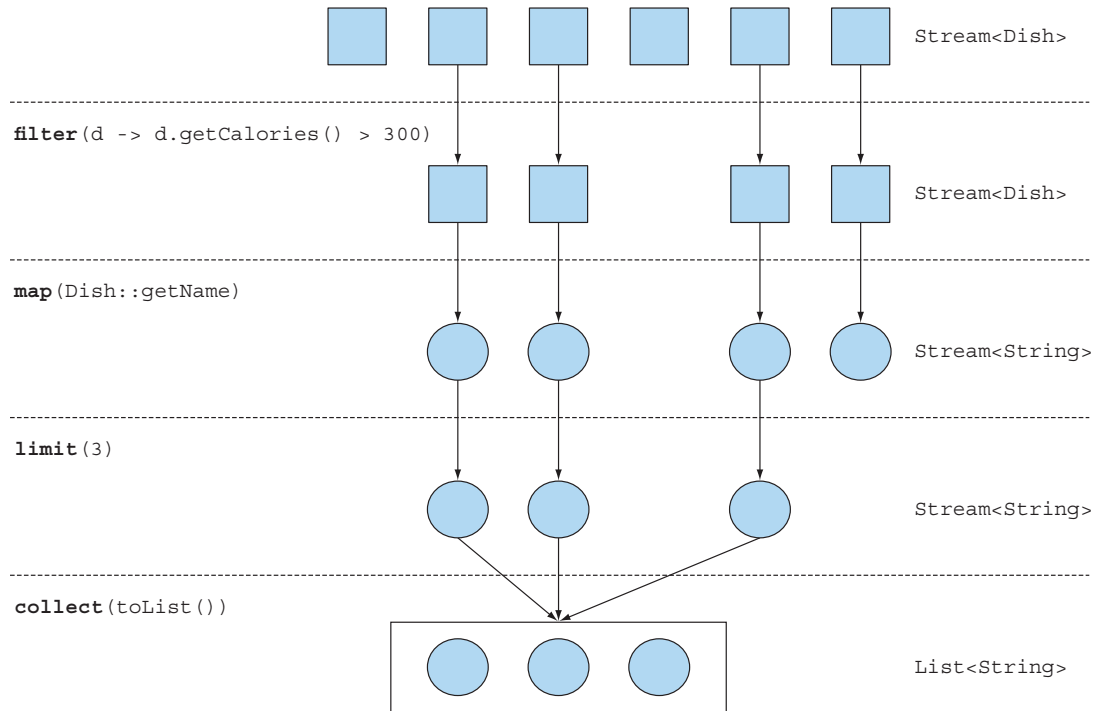 Stream<Dish>
filter(d -> d.getCalories() > 300)
Stream<Dish>
map(Dish::getName)
Stream<String>
limit(3)
Stream<String>
collect(toList())
List<String>